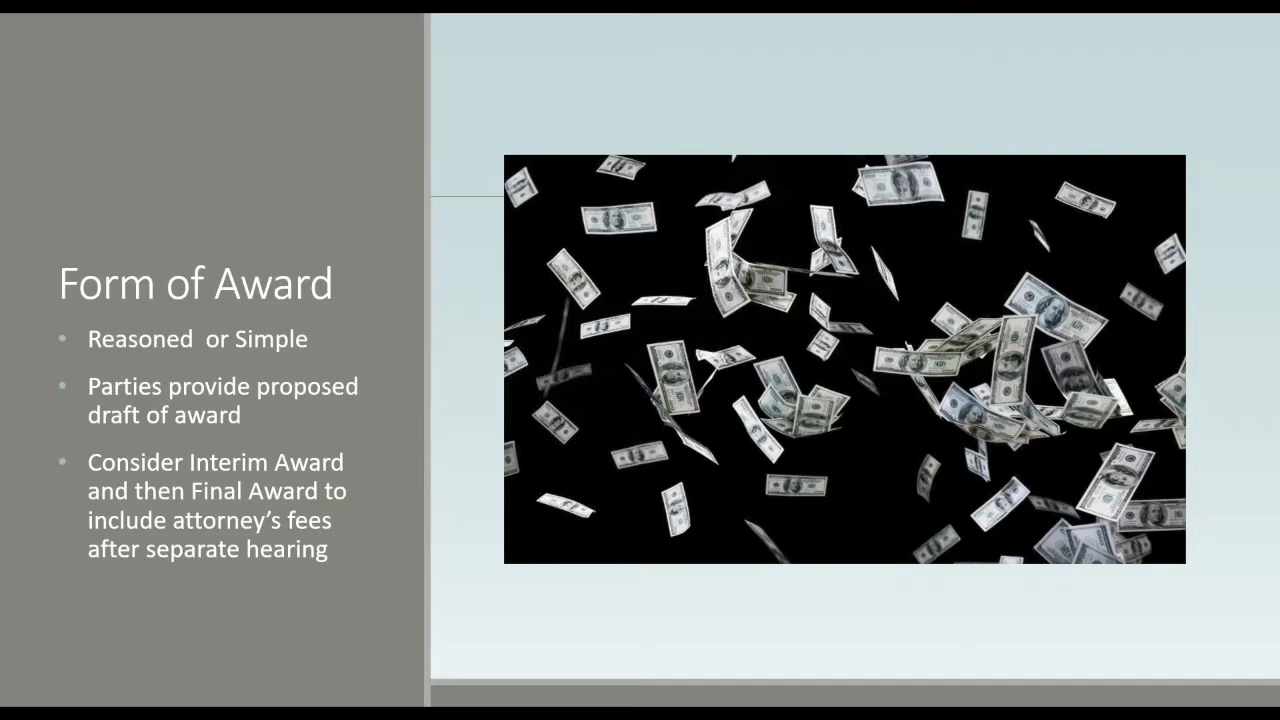 Form of Award
• Reasoned  or Simple
• Parties provide proposed
draft of award
• Consider Interim Award
and then Final Award to
include attorney’s fees
after separate hearing